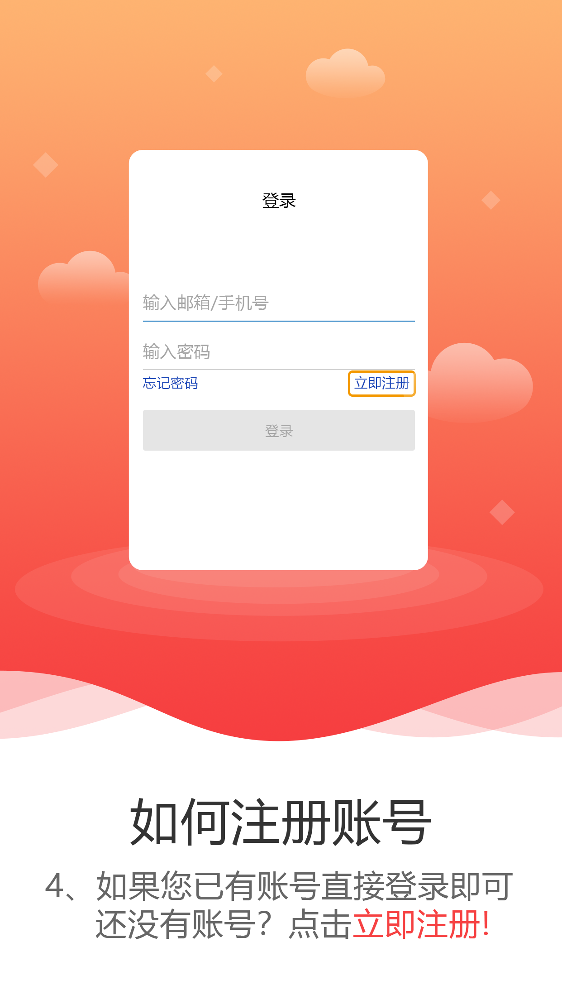 登录
输入邮箱/手机号
输入密码
忘记密码 立即注册
登录
如何注册账号
4、如果您已有账号直接登录即可
还没有账号？点击立即注册!